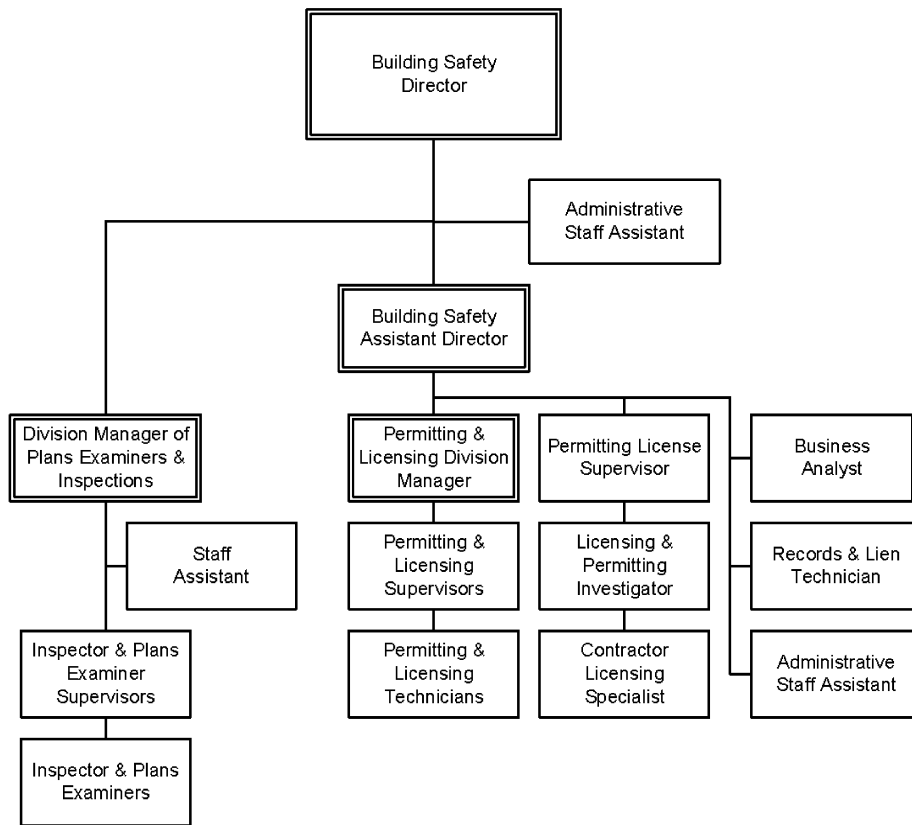 Building Safety
Director
Administrative
Staff Assistant
Building Safety
Assistant Director
Division Manager of
Plans Examiners &
Inspections
Permitting &
Licensing Division
Manager
Permitting License
Supervisor
Business
Analyst
Staff
Assistant
Permitting &
Licensing
Supervisors
Licensing &
Permitting
Investigator
Records & Lien
Technician
Inspector & Plans
Examiner
Supervisors
Permitting &
Licensing
Technicians
Contractor
Licensing
Specialist
Administrative
Staff Assistant
Inspector & Plans
Examiners